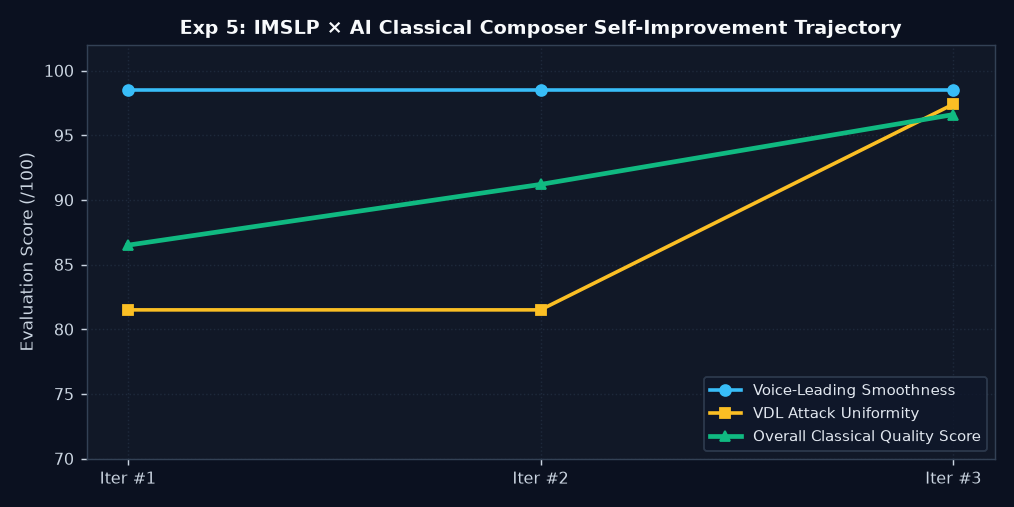 Exp 5: IMSLP × AI Classical Composer Self-Improvement Trajectory
Evaluation Score (/100)
100
95
90
85
80
75
70
Voice-Leading Smoothness
VDL Attack Uniformity
Overall Classical Quality Score
Iter #1
Iter #2
Iter #3